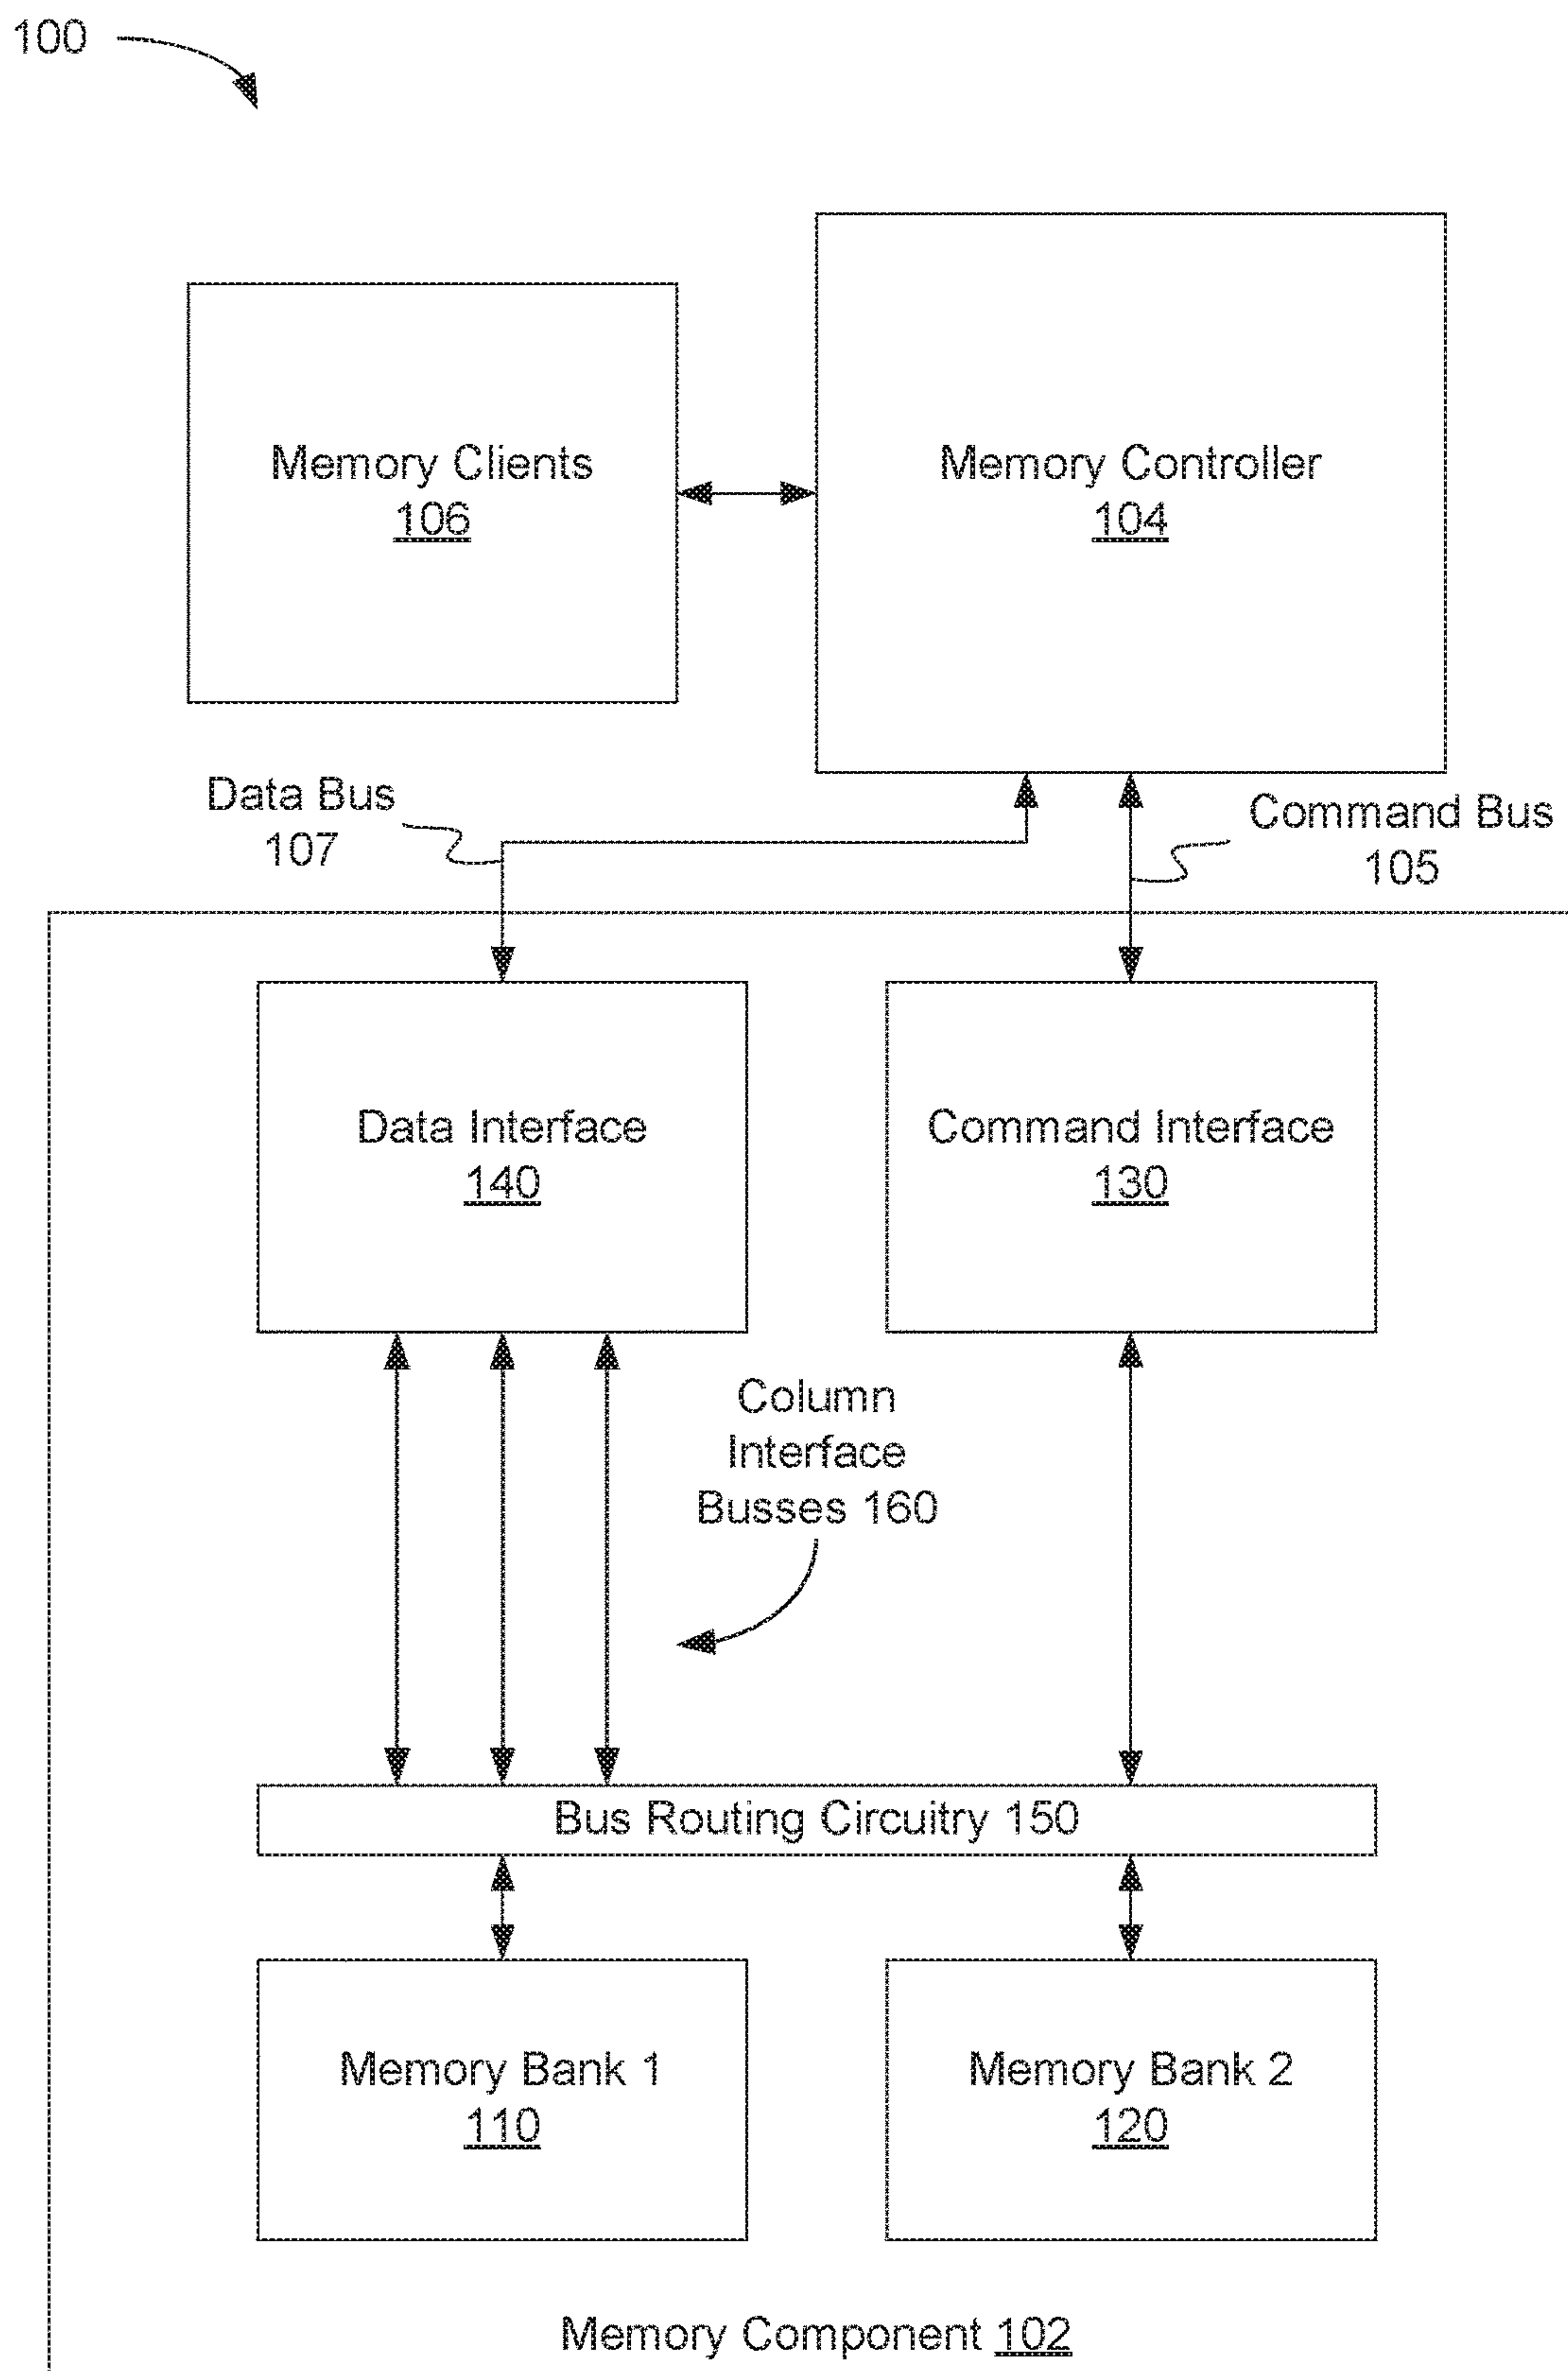 100
Memory Clients
106
Memory Controller
104
Data Bus
107
Command Bus
105
Data Interface
140
Command Interface
130
Column
Interface
Busses 160
Bus Routing Circuitry 150
Memory Bank 1
110
Memory Bank 2
120
Memory Component 102